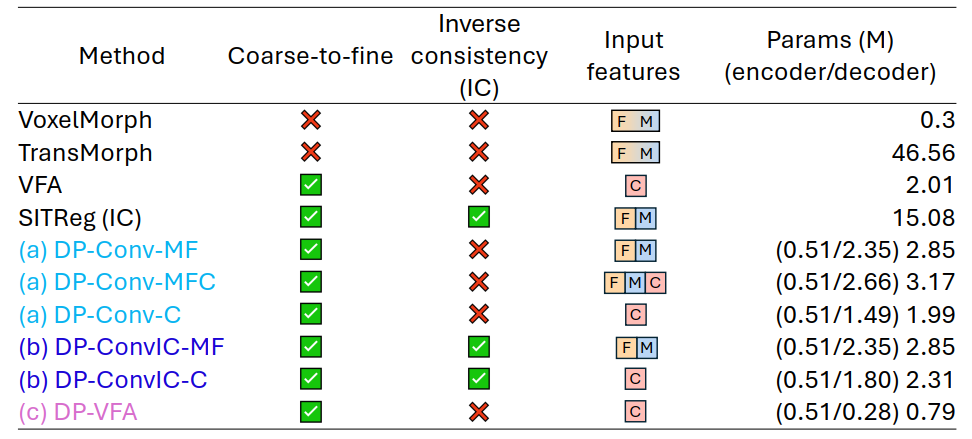 Method Coarse-to-fine Inverse consistency (IC) Input features Params (M) (encoder/decoder)
VoxelMorph F M 0.3
TransMorph F M 46.56
VFA C 2.01
SITReg (IC) F M 15.08
(a) DP-Conv-MF F M (0.51/2.35) 2.85
(a) DP-Conv-MFC F M C (0.51/2.66) 3.17
(a) DP-Conv-C C (0.51/1.49) 1.99
(b) DP-ConvIC-MF F M (0.51/2.35) 2.85
(b) DP-ConvIC-C C (0.51/1.80) 2.31
(c) DP-VFA C (0.51/0.28) 0.79